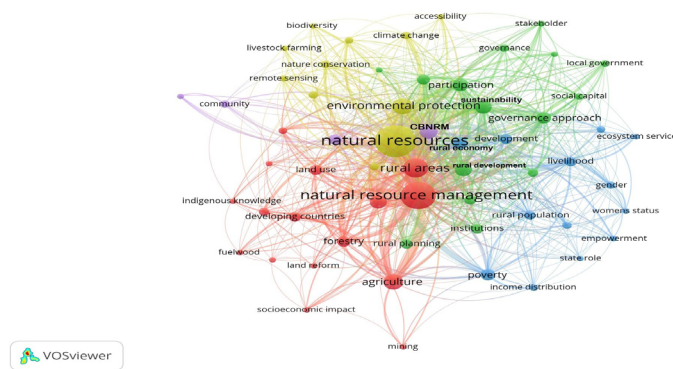 accessibility
biodiversity
stakeholder
climate change
livestock farming
governance
nature conservation
local government
remote sensing
participation
social capital
sustainability
community
environmental protection
governance approach
CBNRM
natural resources
development
ecosystem service
rural economy
livelihood
rural development
rural areas
land use
gender
natural resource management
indigenous knowledge
womens status
developing countries
rural population
institutions
empowerment
forestry
rural planning
fuelwood
state role
land reform
poverty
agriculture
income distribution
socioeconomic impact
mining
VOSviewer